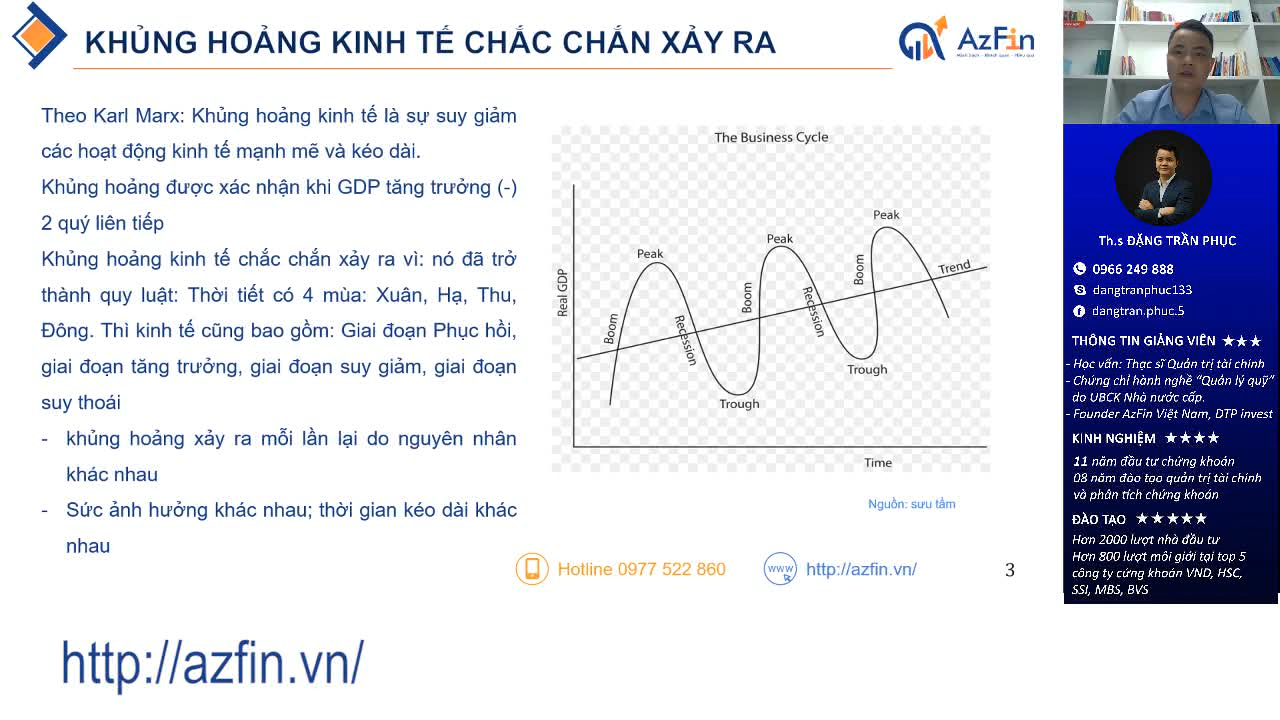 KHỦNG HOẢNG KINH TẾ CHẮC CHẮN XẢY RA
AzFin
Theo Karl Marx: Khủng hoảng kinh tế là sự suy giảm
các hoạt động kinh tế mạnh mẽ và kéo dài.
Khủng hoảng được xác nhận khi GDP tăng trưởng (-)
2 quý liên tiếp
Khủng hoảng kinh tế chắc chắn xảy ra vì: nó đã trở
thành quy luật: Thời tiết có 4 mùa: Xuân, Hạ, Thu,
Đông. Thì kinh tế cũng bao gồm: Giai đoạn Phục hồi,
giai đoạn tăng trưởng, giai đoạn suy giảm, giai đoạn
suy thoái
- khủng hoảng xảy ra mỗi lần lại do nguyên nhân
khác nhau
- Sức ảnh hưởng khác nhau; thời gian kéo dài khác
nhau
The Business Cycle
Real GDP
Boom
Peak
Recession
Trough
Boom
Peak
Recession
Trough
Boom
Peak
Trend
Time
Nguồn: sưu tầm
Hotline 0977 522 860
www
http://azfin.vn/
3
http://azfin.vn/
Th.s ĐẶNG TRẦN PHỤC
0966 249 888
dangtranphuc133
dangtran.phuc.5
THÔNG TIN GIẢNG VIÊN ★★★
- Học vấn: Thạc sĩ Quản trị tài chính
- Chứng chỉ hành nghề "Quản lý quỹ"
do UBCK Nhà nước cấp.
- Founder AzFin Việt Nam, DTP invest
KINH NGHIỆM ★★★★
11 năm đầu tư chứng khoán
08 năm đào tạo quản trị tài chính
và phân tích chứng khoán
ĐÀO TẠO ★★★★★
Hơn 2000 lượt nhà đầu tư
Hơn 800 lượt môi giới tại top 5
công ty cứng khoán VND, HSC,
SSI, MBS, BVS